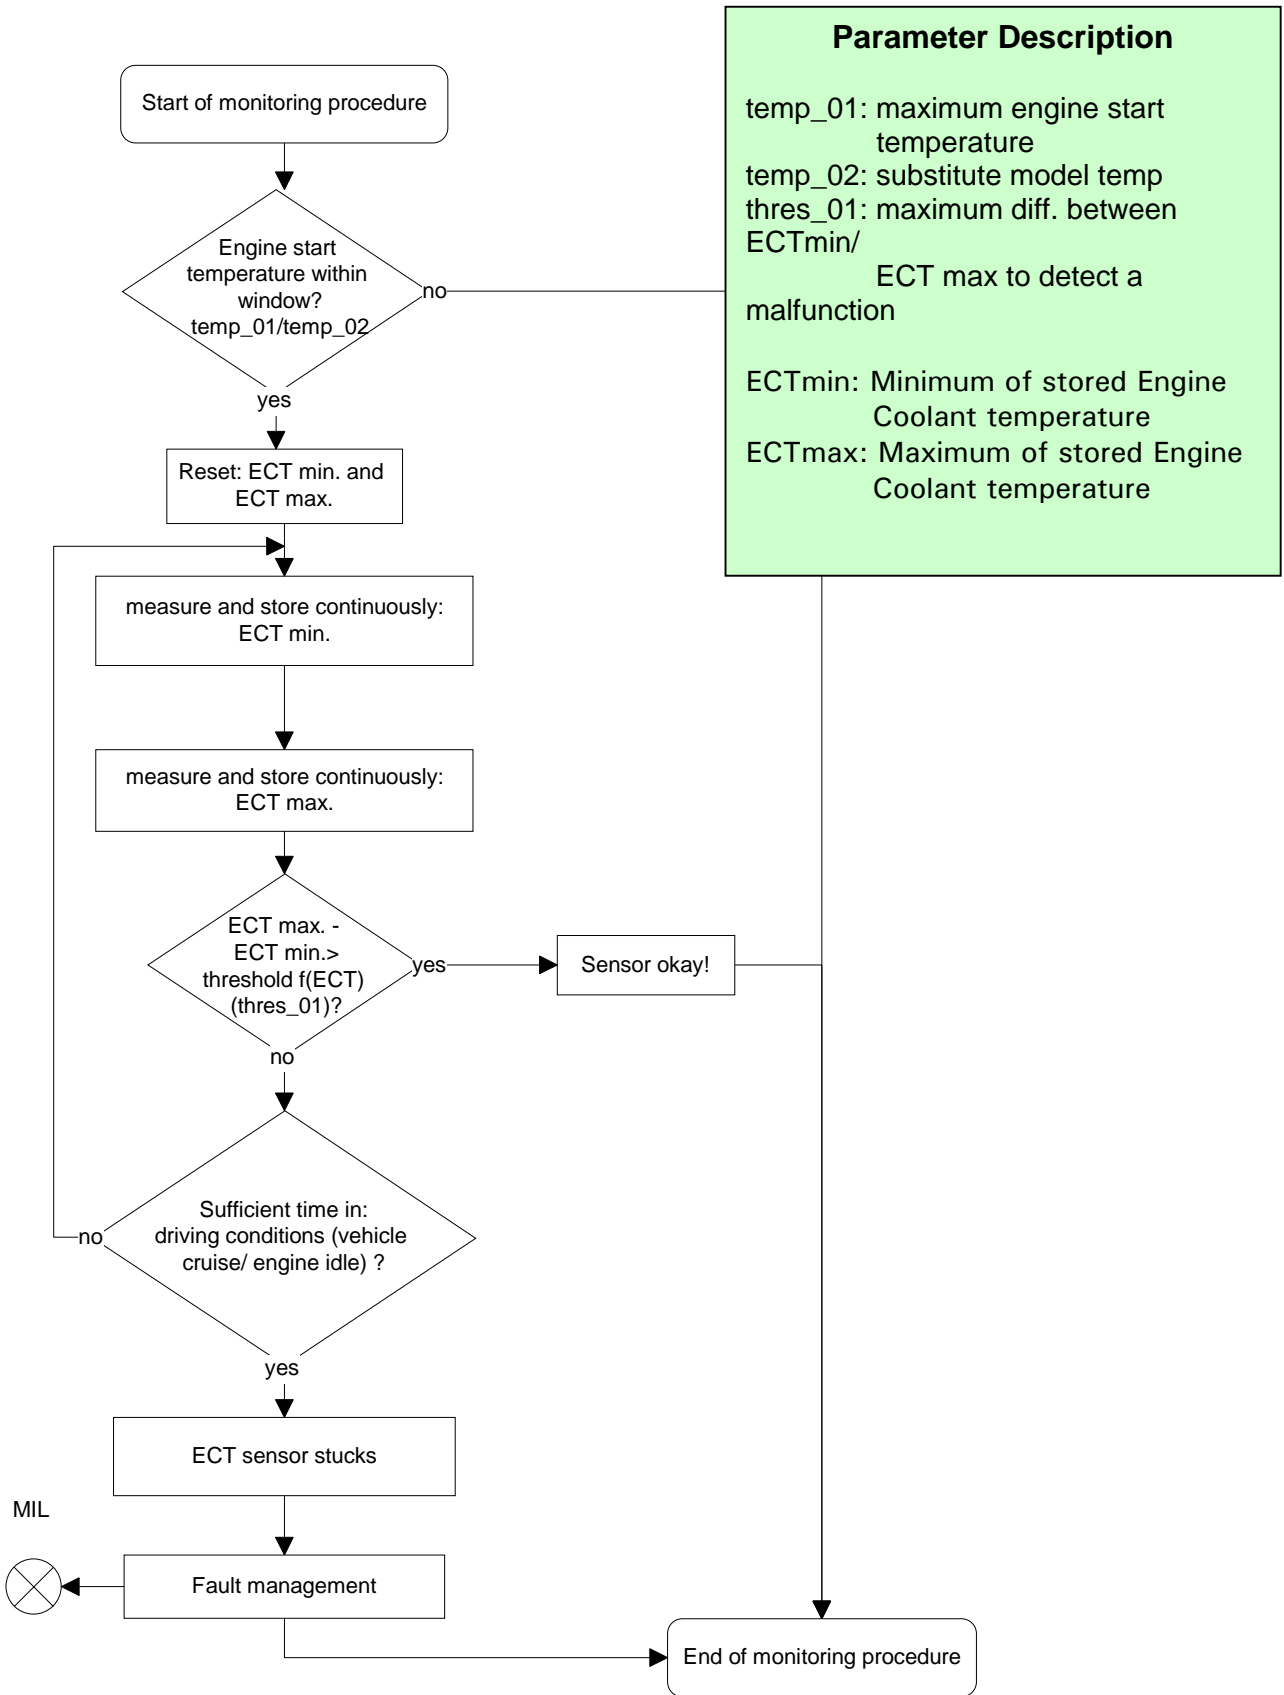 Parameter Description
temp_01: maximum engine start
temperature
temp_02: substitute model temp
thres_01: maximum diff. between
ECTmin/
ECT max to detect a
malfunction
ECTmin: Minimum of stored Engine
Coolant temperature
ECTmax: Maximum of stored Engine
Coolant temperature
Start of monitoring procedure
Engine start
temperature within
window?
temp_01/temp_02
no
yes
Reset: ECT min. and
ECT max.
measure and store continuously:
ECT min.
measure and store continuously:
ECT max.
ECT max. -
ECT min.>
threshold f(ECT)
(thres_01)?
yes
Sensor okay!
no
Sufficient time in:
driving conditions (vehicle
cruise/ engine idle) ?
no
yes
ECT sensor stucks
MIL
Fault management
End of monitoring procedure